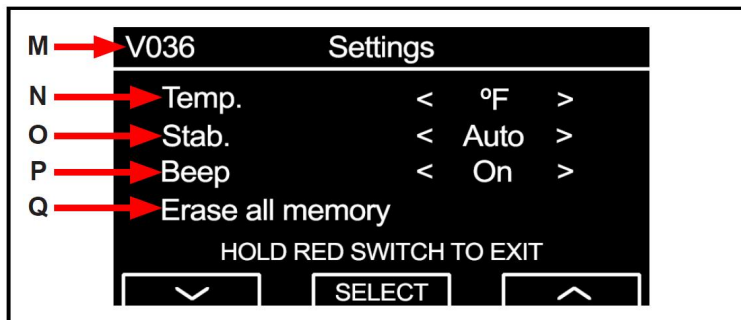 M V036 Settings
N Temp. < ºF >
O Stab. < Auto >
P Beep < On >
Q Erase all memory
HOLD RED SWITCH TO EXIT
SELECT